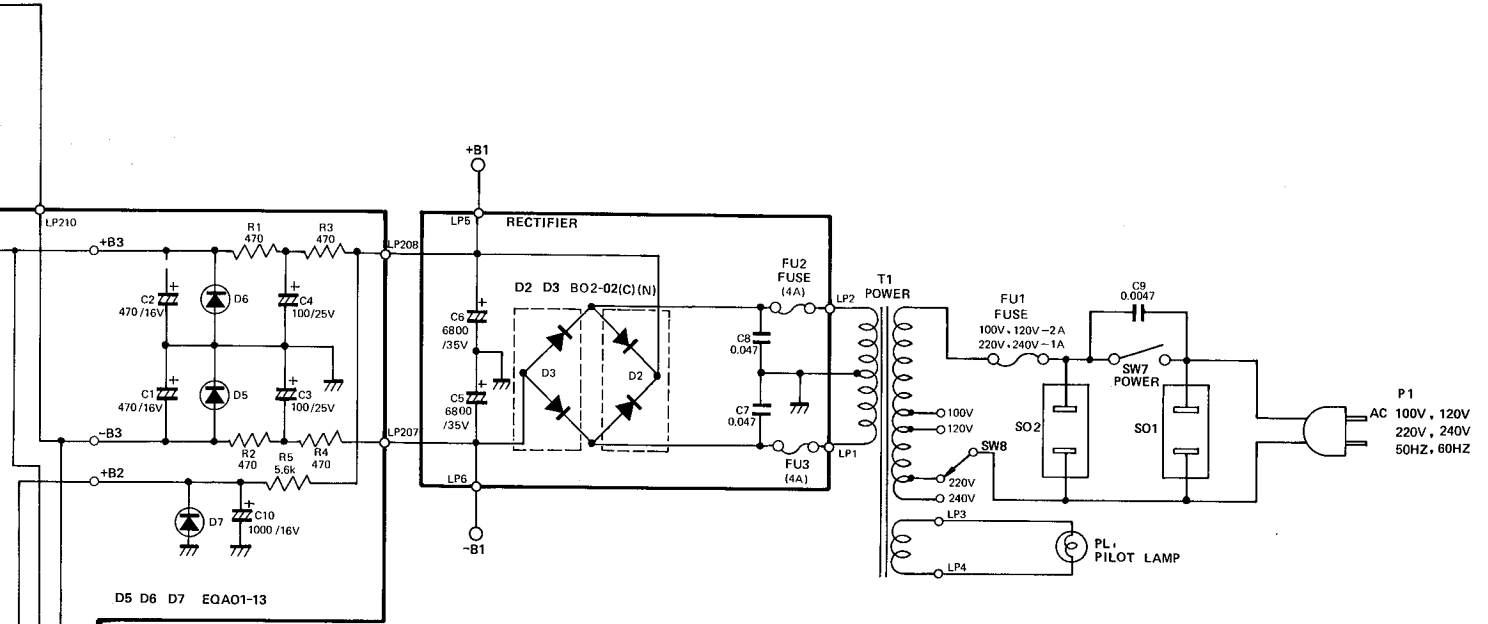 +B1
LP5
RECTIFIER
LP210
+B3
R1
470
R3
470
LP208
C2
470/16V
D6
C4
100/25V
C6
6800
/35V
D2 D3 BO2-02(C)(N)
FU2
FUSE
(4A)
LP2
T1
POWER
C8
0.047
FU1
FUSE
100V, 120V-2A
220V, 240V-1A
C9
0.0047
SW7
POWER
C1
470/16V
D5
C3
100/25V
C5
6800
/35V
D3
D2
C7
0.047
100V
120V
SO2
SO1
P1
AC 100V, 120V
220V, 240V
50HZ, 60HZ
-B3
R2
470
R5
5.6k
R4
470
LP207
LP6
FU3
(4A)
LP1
SW8
220V
240V
+B2
D7
C10
1000/16V
-B1
LP3
LP4
PL,
PILOT LAMP
D5 D6 D7 EQA01-13